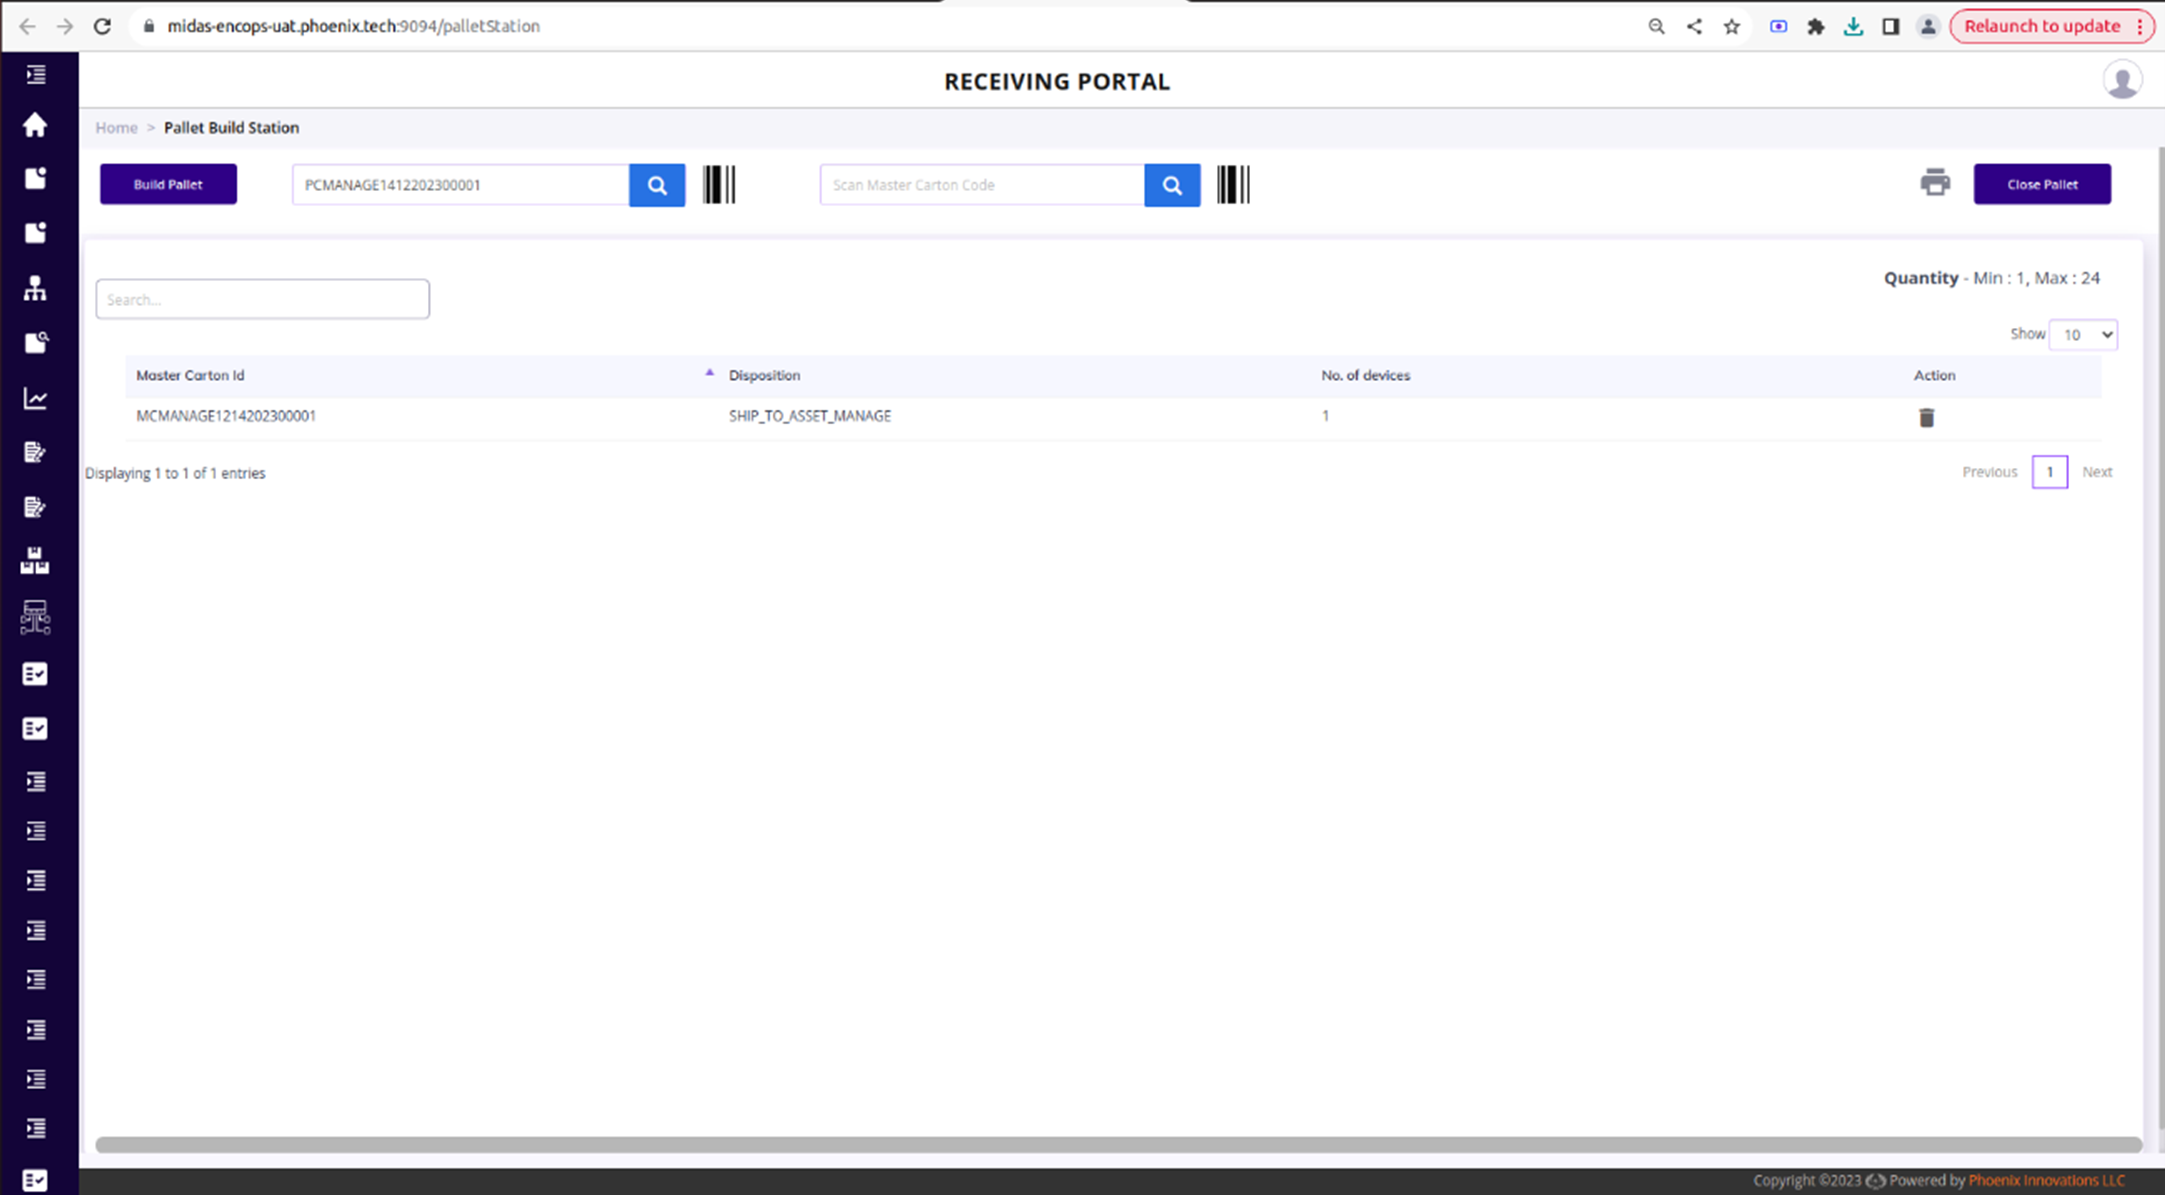 midas-encops-uat.phoenix.tech:9094/palletStation
Relaunch to update
RECEIVING PORTAL
Home > Pallet Build Station
Build Pallet
PCMANAGE1412202300001
Scan Master Carton Code
Close Pallet
Quantity - Min : 1, Max : 24
Search...
Show 10
Master Carton Id Disposition No. of devices Action
MCMANAGE1214202300001 SHIP_TO_ASSET_MANAGE 1
Displaying 1 to 1 of 1 entries
Previous 1 Next
Copyright ©2023 Powered by Phoenix Innovations LLC